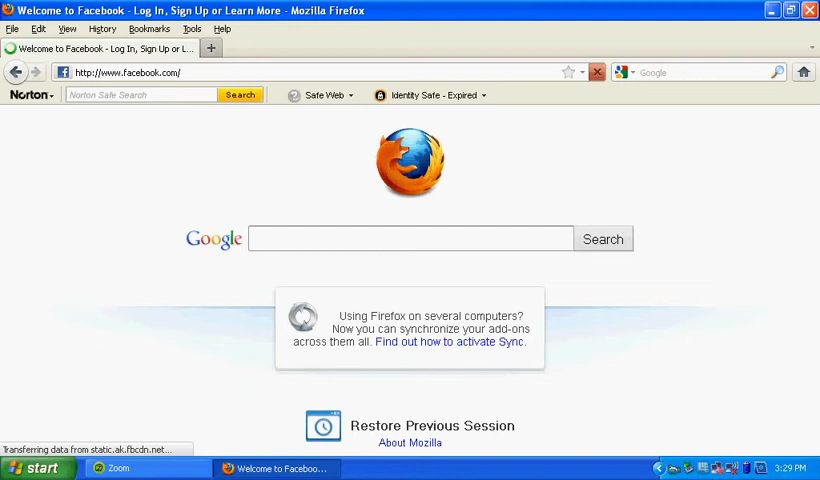 Welcome to Facebook - Log In, Sign Up or Learn More - Mozilla Firefox
File Edit View History Bookmarks Tools Help
Welcome to Facebook - Log In, Sign Up or L...
http://www.facebook.com/
Google
Norton
Norton Safe Search
Search
Safe Web
Identity Safe - Expired
Google
Search
Using Firefox on several computers?
Now you can synchronize your add-ons
across them all. Find out how to activate Sync.
Restore Previous Session
About Mozilla
Transferring data from static.ak.fbcdn.net...
start
Zoom
Welcome to Faceboo...
3:29 PM